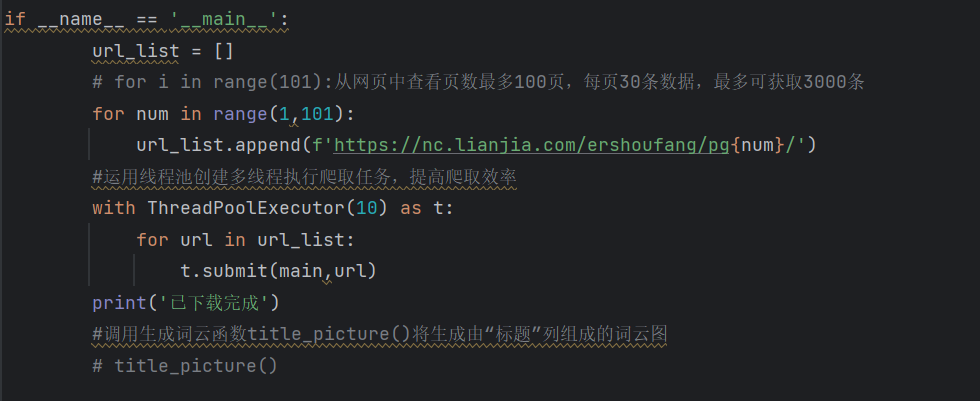 if __name__ == '__main__':
url_list = []
# for i in range(101):从网页中查看页数最多100页，每页30条数据，最多可获取3000条
for num in range(1,101):
url_list.append(f'https://nc.lianjia.com/ershoufang/pg{num}/')
#运用线程池创建多线程执行爬取任务，提高爬取效率
with ThreadPoolExecutor(10) as t:
for url in url_list:
t.submit(main,url)
print('已下载完成')
#调用生成词云函数title_picture()将生成由“标题”列组成的词云图
# title_picture()